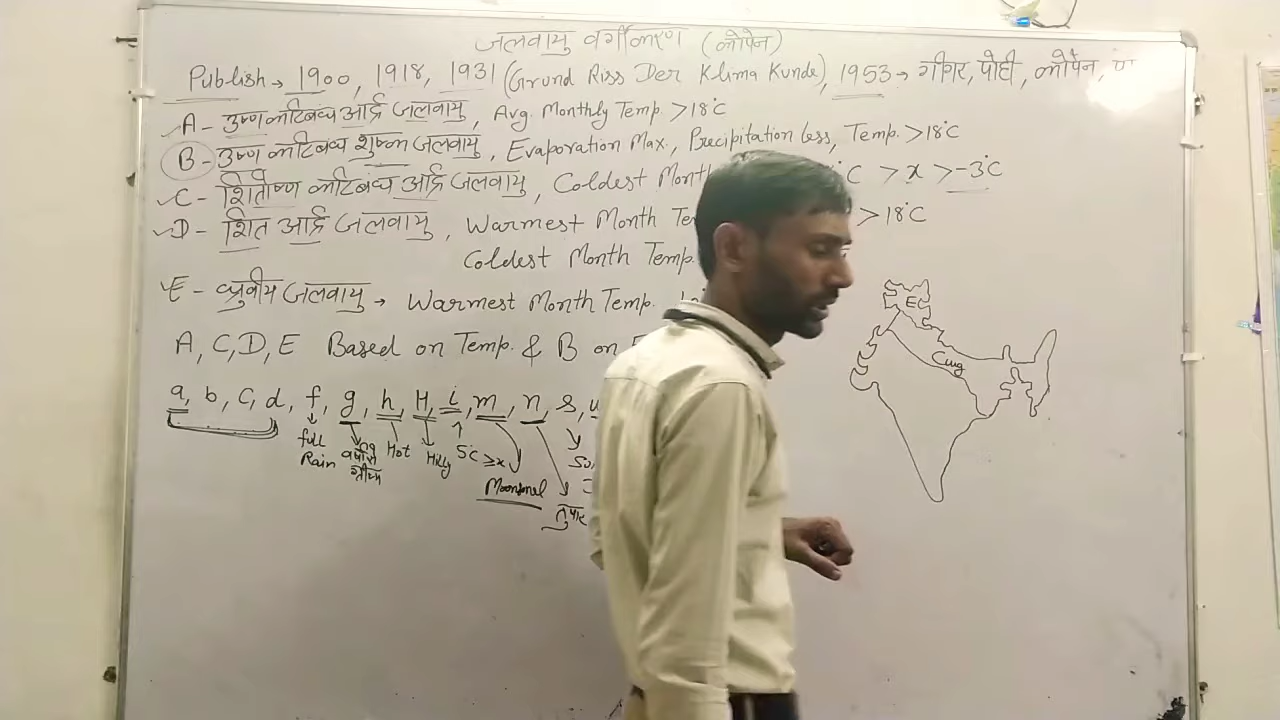 जलवायु वर्गीकरण (कोपेन)
Publish → 1900, 1918, 1931 (Grund Riss Der Klima Kunde), 1953 → गीगर, पोही, कोपेन,
A - उष्ण कटिबंध आर्द्र जलवायु, Avg. Monthly Temp. > 18°C
B - उष्ण कटिबंध शुष्क जलवायु, Evaporation Max., Precipitation less, Temp. > 18°C
C - शितोष्ण कटिबंध आर्द्र जलवायु, Coldest Month °C > x > -3°C
D - शित आर्द्र जलवायु, Warmest Month > 18°C
Coldest Month Temp.
E - ध्रुवीय जलवायु → Warmest Month Temp.
A, C, D, E Based on Temp. & B on
a, b, c, d, f, g, h, H, i, m, n, s,
full Rain
Hot
Hilly
5°C ≥ x
Moonsonal
तुषार
EC
Cwg